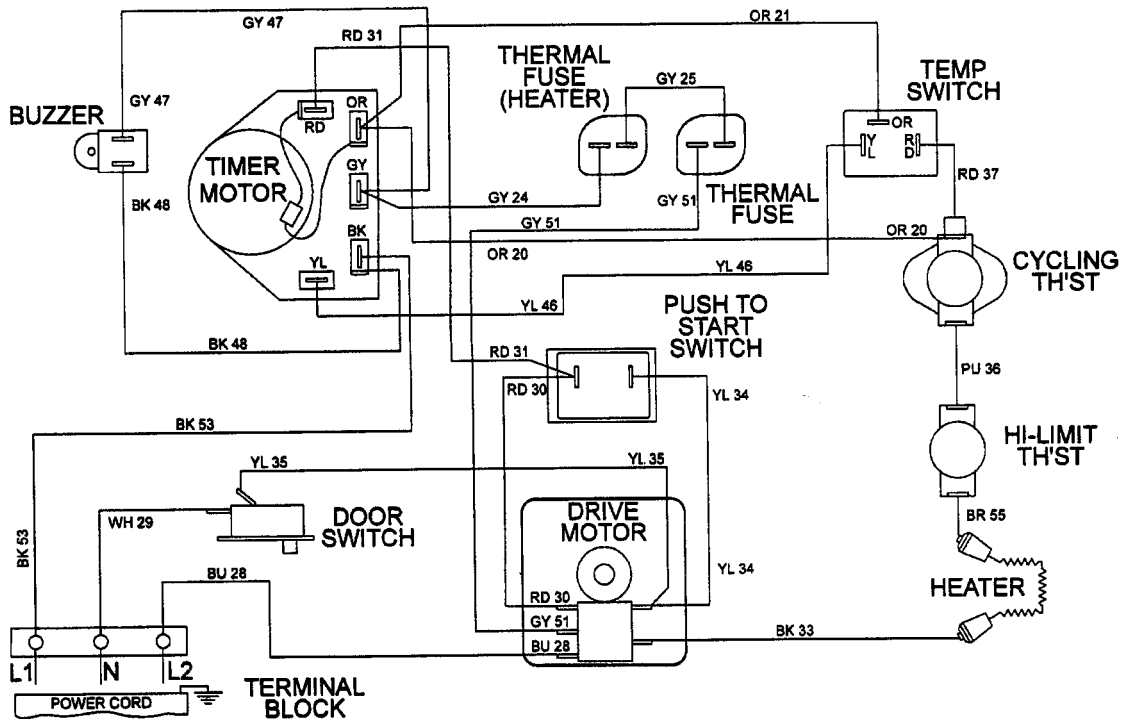 GY 47
OR 21
RD 31
THERMAL
FUSE
(HEATER)
GY 25
TEMP
SWITCH
BUZZER
GY 47
OR
RD
OR
Y
L
R
D
TIMER
MOTOR
GY
GY 24
GY 51
THERMAL
FUSE
RD 37
BK 48
BK
GY 51
OR 20
OR 20
YL
YL 46
CYCLING
TH'ST
YL 46
PUSH TO
START
SWITCH
BK 48
RD 31
RD 30
YL 34
PU 36
BK 53
HI-LIMIT
TH'ST
YL 35
YL 35
WH 29
DOOR
SWITCH
DRIVE
MOTOR
BR 55
BK 53
BU 28
YL 34
HEATER
RD 30
GY 51
BU 28
BK 33
L1
N
L2
POWER CORD
TERMINAL
BLOCK